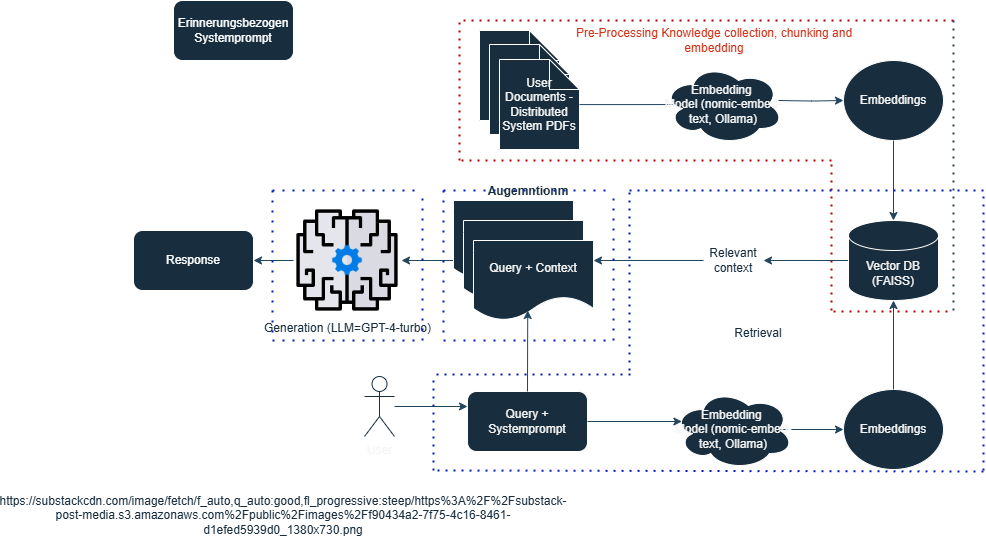 Erinnerungsbezogen
Systemprompt
Pre-Processing Knowledge collection, chunking and
embedding
User
Documents -
Distributed
System PDFs
Embedding
Model (nomic-embe
text, Ollama)
Embeddings
Augemntionm
Query + Context
Relevant
context
Vector DB
(FAISS)
Response
Generation (LLM=GPT-4-turbo)
Retrieval
User
Query +
Systemprompt
Embedding
odel (nomic-embe
text, Ollama)
Embeddings
https://substackcdn.com/image/fetch/f_auto,q_auto:good,fl_progressive:steep/https%3A%2F%2Fsubstack-
post-media.s3.amazonaws.com%2Fpublic%2Fimages%2Ff90434a2-7f75-4c16-8461-
d1efed5939d0_1380x730.png